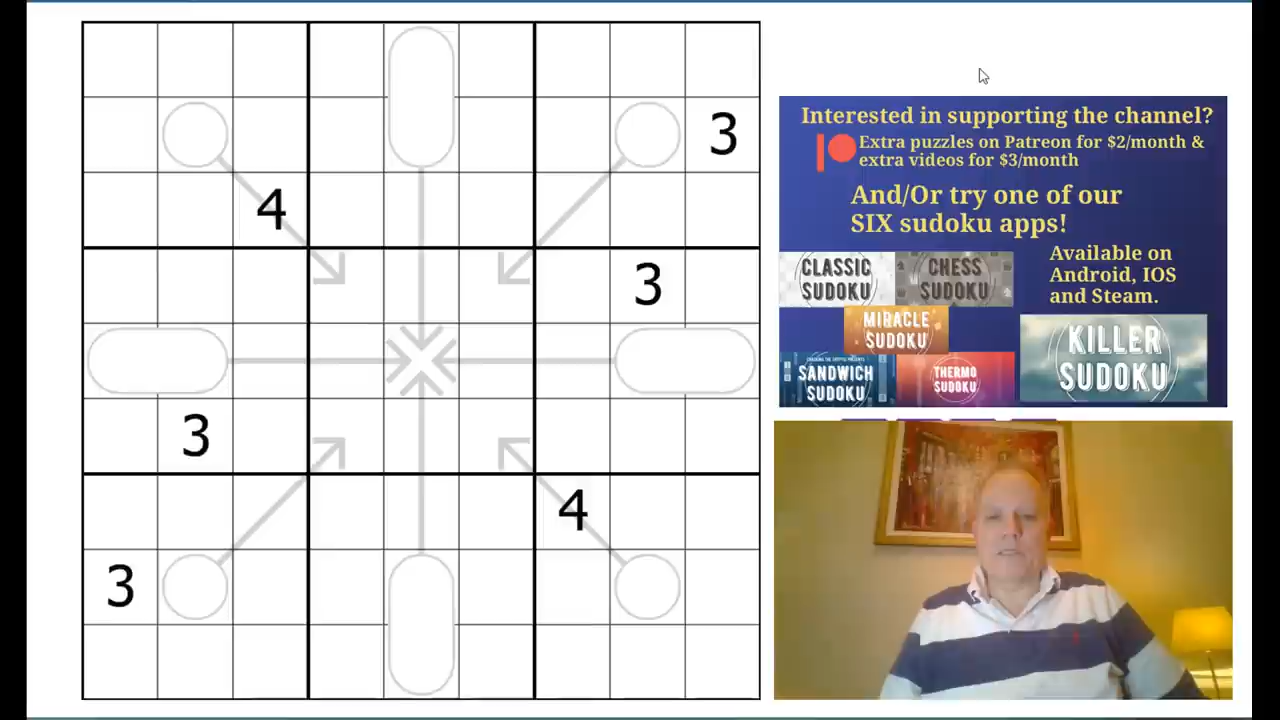 3
4
3
3
4
3
Interested in supporting the channel?
Extra puzzles on Patreon for $2/month &
extra videos for $3/month
And/Or try one of our
SIX sudoku apps!
CLASSIC
SUDOKU
CHESS
SUDOKU
Available on
Android, IOS
and Steam.
MIRACLE
SUDOKU
SANDWICH
SUDOKU
THERMO
SUDOKU
KILLER
SUDOKU